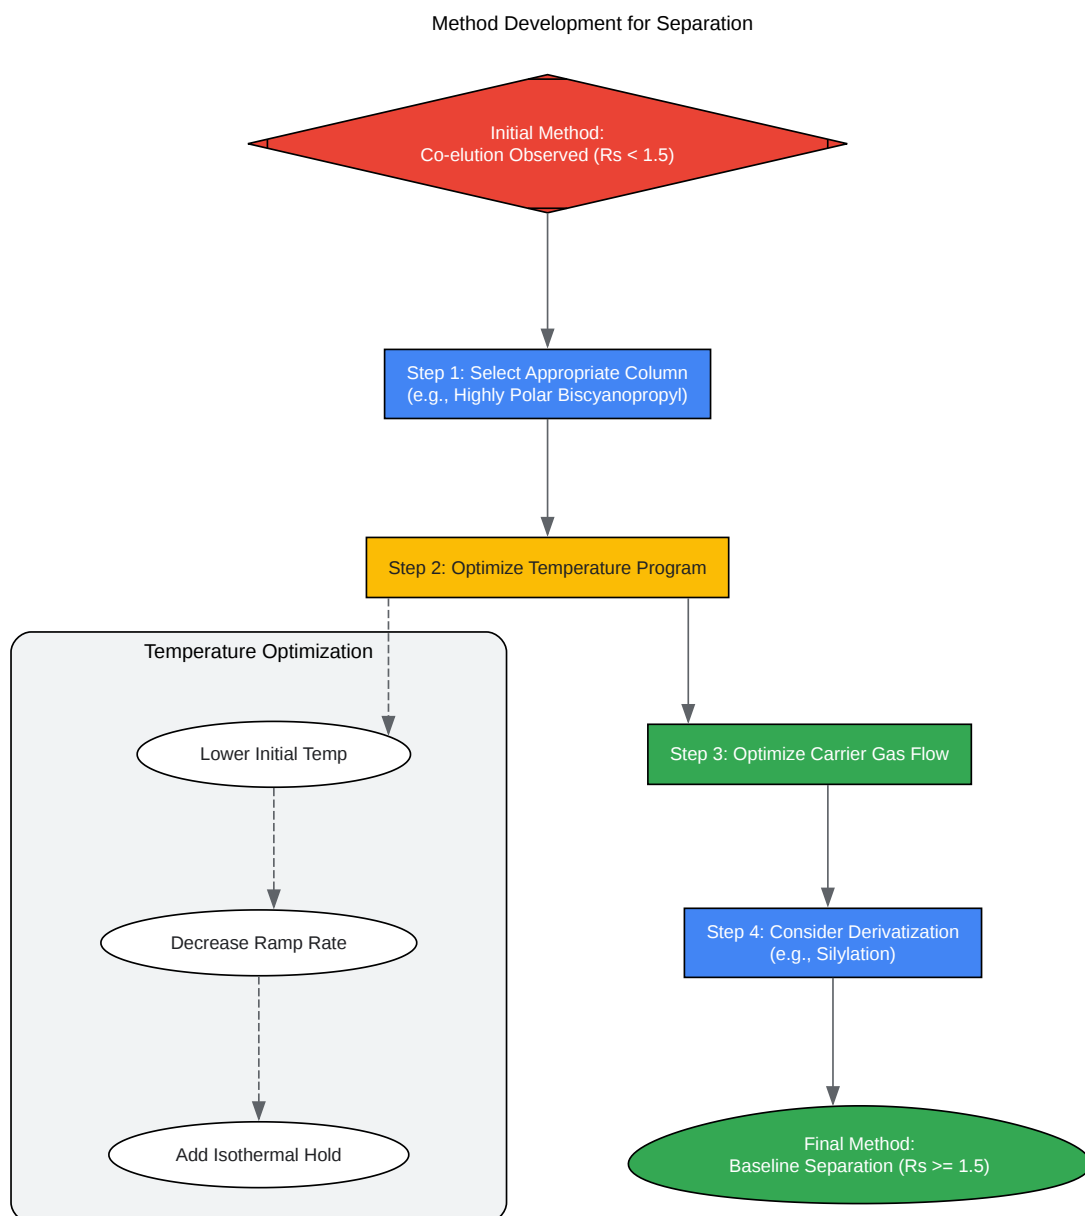 Method Development for Separation
Initial Method:
Co-elution Observed (Rs < 1.5)
Step 1: Select Appropriate Column
(e.g., Highly Polar Biscyanopropyl)
Step 2: Optimize Temperature Program
Temperature Optimization
Lower Initial Temp
Decrease Ramp Rate
Add Isothermal Hold
Step 3: Optimize Carrier Gas Flow
Step 4: Consider Derivatization
(e.g., Silylation)
Final Method:
Baseline Separation (Rs >= 1.5)